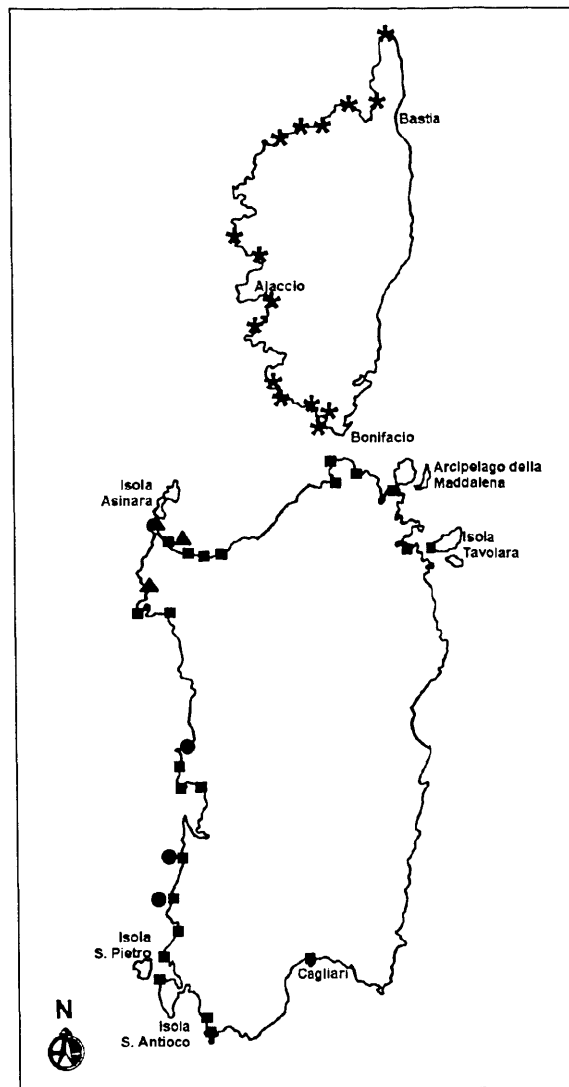 Bastia
Ajaccio
Bonifacio
Isola
Asinara
Arcipelago della
Maddalena
Isola
Tavolara
Isola
S. Pietro
Cagliari
Isola
S. Antioco
N